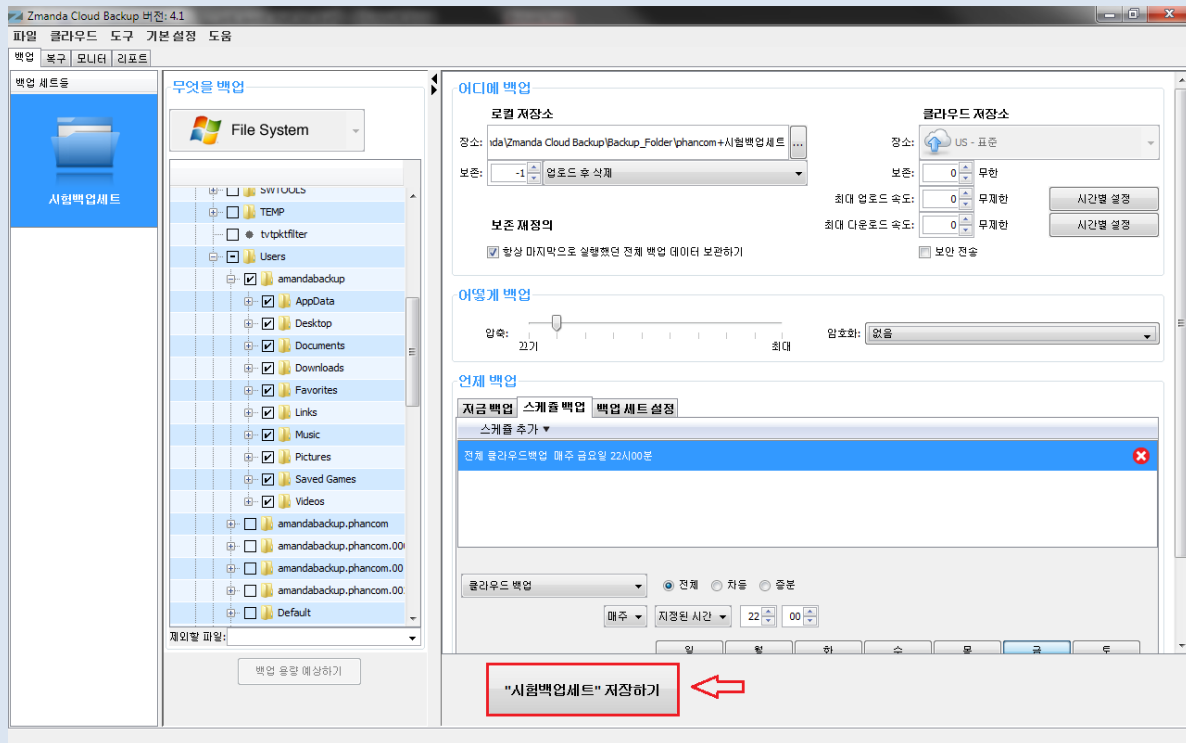 Zmanda Cloud Backup 버전: 4.1
파일 클라우드 도구 기본 설정 도움
백업 복구 모니터 리포트
백업 세트들
시험백업세트
무엇을 백업
File System
SWTOOLS
TEMP
tvtpktfilter
Users
amandabackup
AppData
Desktop
Documents
Downloads
Favorites
Links
Music
Pictures
Saved Games
Videos
amandabackup.phancom
amandabackup.phancom.00
amandabackup.phancom.00
Default
제외할 파일:
백업 용량 예상하기
어디에 백업
로컬 저장소
장소: nda\Zmanda Cloud Backup\Backup_Folder\phancom+시험백업세트 ...
보존: -1 업로드 후 삭제
보존 재정의
항상 마지막으로 실행했던 전체 백업 데이터 보관하기
클라우드 저장소
장소: US - 표준
보존: 0 무한
최대 업로드 속도: 0 무제한 시간별 설정
최대 다운로드 속도: 0 무제한 시간별 설정
보안 전송
어떻게 백업
압축: 끄기 최대
암호화: 없음
언제 백업
지금 백업 스케쥴 백업 백업 세트 설정
스케쥴 추가 ▼
전체 클라우드백업 매주 금요일 22시00분
클라우드 백업 전체 차등 증분
매주 지정된 시간 22 00
일 월 화 수 목 금 토
"시험백업세트" 저장하기